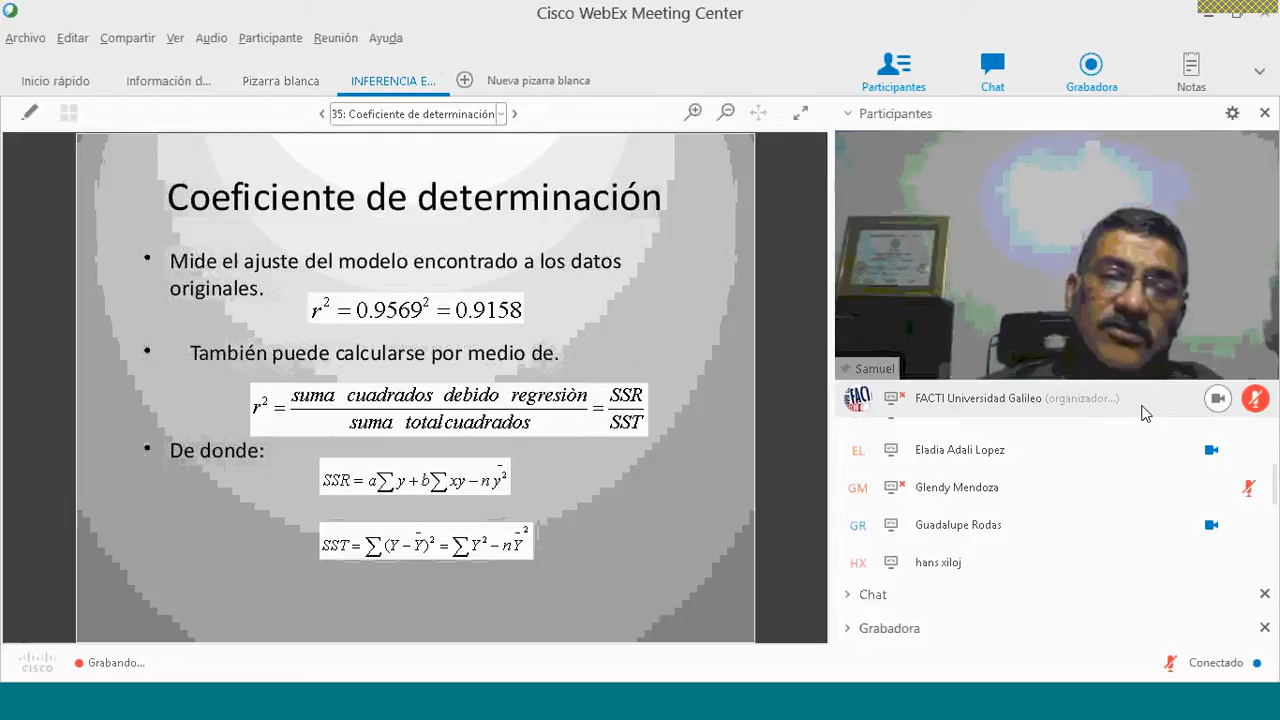 Cisco WebEx Meeting Center
Archivo Editar Compartir Ver Audio Participante Reunión Ayuda
Participantes Chat Grabadora Notas
Inicio rápido Información d... Pizarra blanca INFERENCIA E... Nueva pizarra blanca
35: Coeficiente de determinación
Participantes
Coeficiente de determinación
• Mide el ajuste del modelo encontrado a los datos
originales.
r² = 0.9569² = 0.9158
• También puede calcularse por medio de.
r² = suma cuadrados debido regresiòn / suma total cuadrados = SSR / SST
• De donde:
SSR = a∑y + b∑xy − nȳ²
SST = ∑(Y − Ȳ)² = ∑Y² − nȲ²
Samuel
FACTI Universidad Galileo (organizador...)
EL Eladia Adali Lopez
GM Glendy Mendoza
GR Guadalupe Rodas
HX hans xiloj
Chat
Grabadora
CISCO Grabando...
Conectado